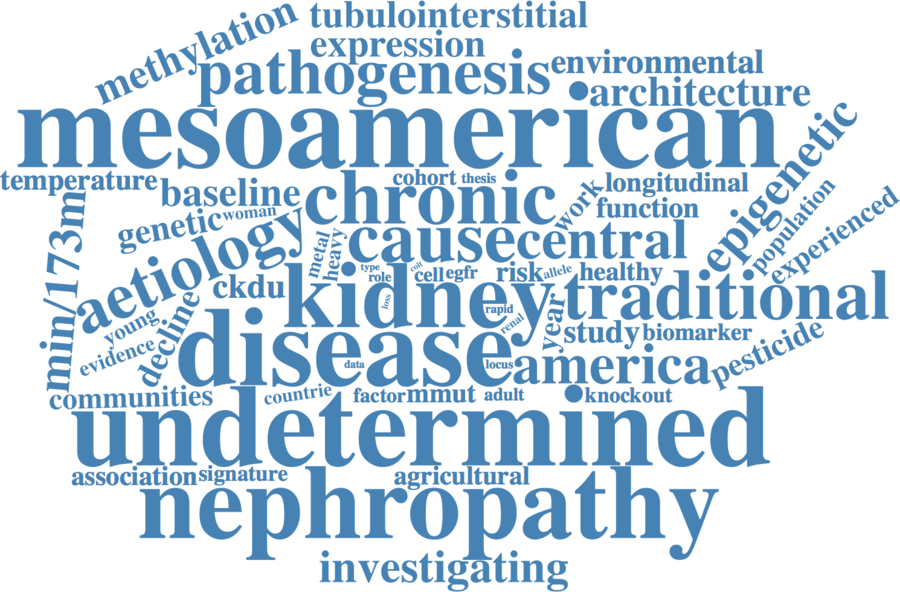 methylation
tubulointerstitial
expression
pathogenesis
environmental
architecture
mesoamerican
epigenetic
temperature
baseline
chronic
cohort
thesis
work
longitudinal
function
population
experienced
genetic
woman
aetiology
metal
heavy
cause
central
min/173m
ckdu
type
role
colt
cell
egfr
risk
allele
healthy
kidney
loss
rapid
renal
year
traditional
young
evidence
decline
disease
data
locus
study
biomarker
america
pesticide
communities
countrie
factor
mmut
adult
knockout
undetermined
association
signature
agricultural
nephropathy
investigating